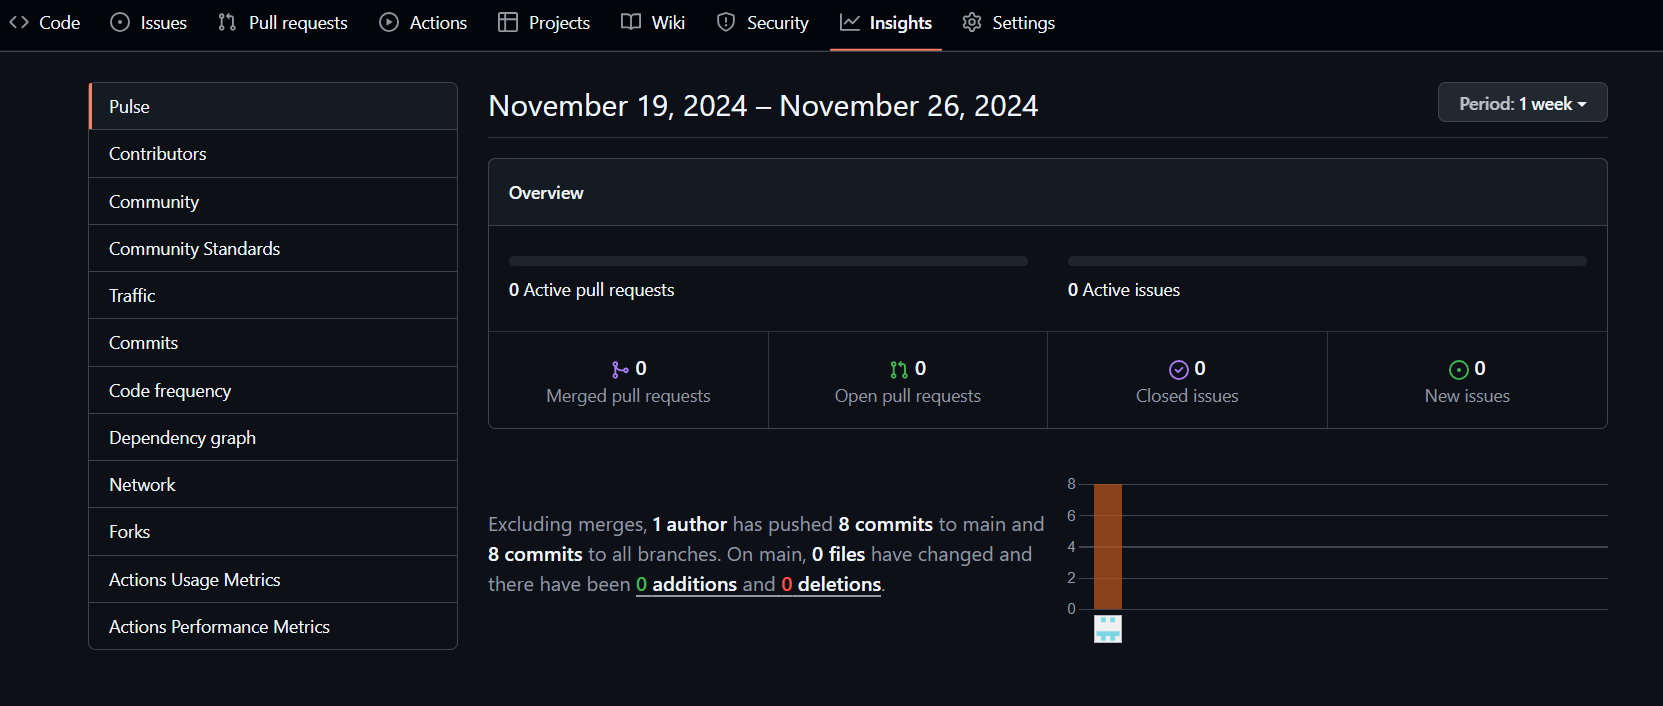 Code Issues Pull requests Actions Projects Wiki Security Insights Settings
Pulse
Contributors
Community
Community Standards
Traffic
Commits
Code frequency
Dependency graph
Network
Forks
Actions Usage Metrics
Actions Performance Metrics
November 19, 2024 – November 26, 2024
Period: 1 week
Overview
0 Active pull requests
0 Active issues
0
Merged pull requests
0
Open pull requests
0
Closed issues
0
New issues
Excluding merges, 1 author has pushed 8 commits to main and
8 commits to all branches. On main, 0 files have changed and
there have been 0 additions and 0 deletions.
8
6
4
2
0